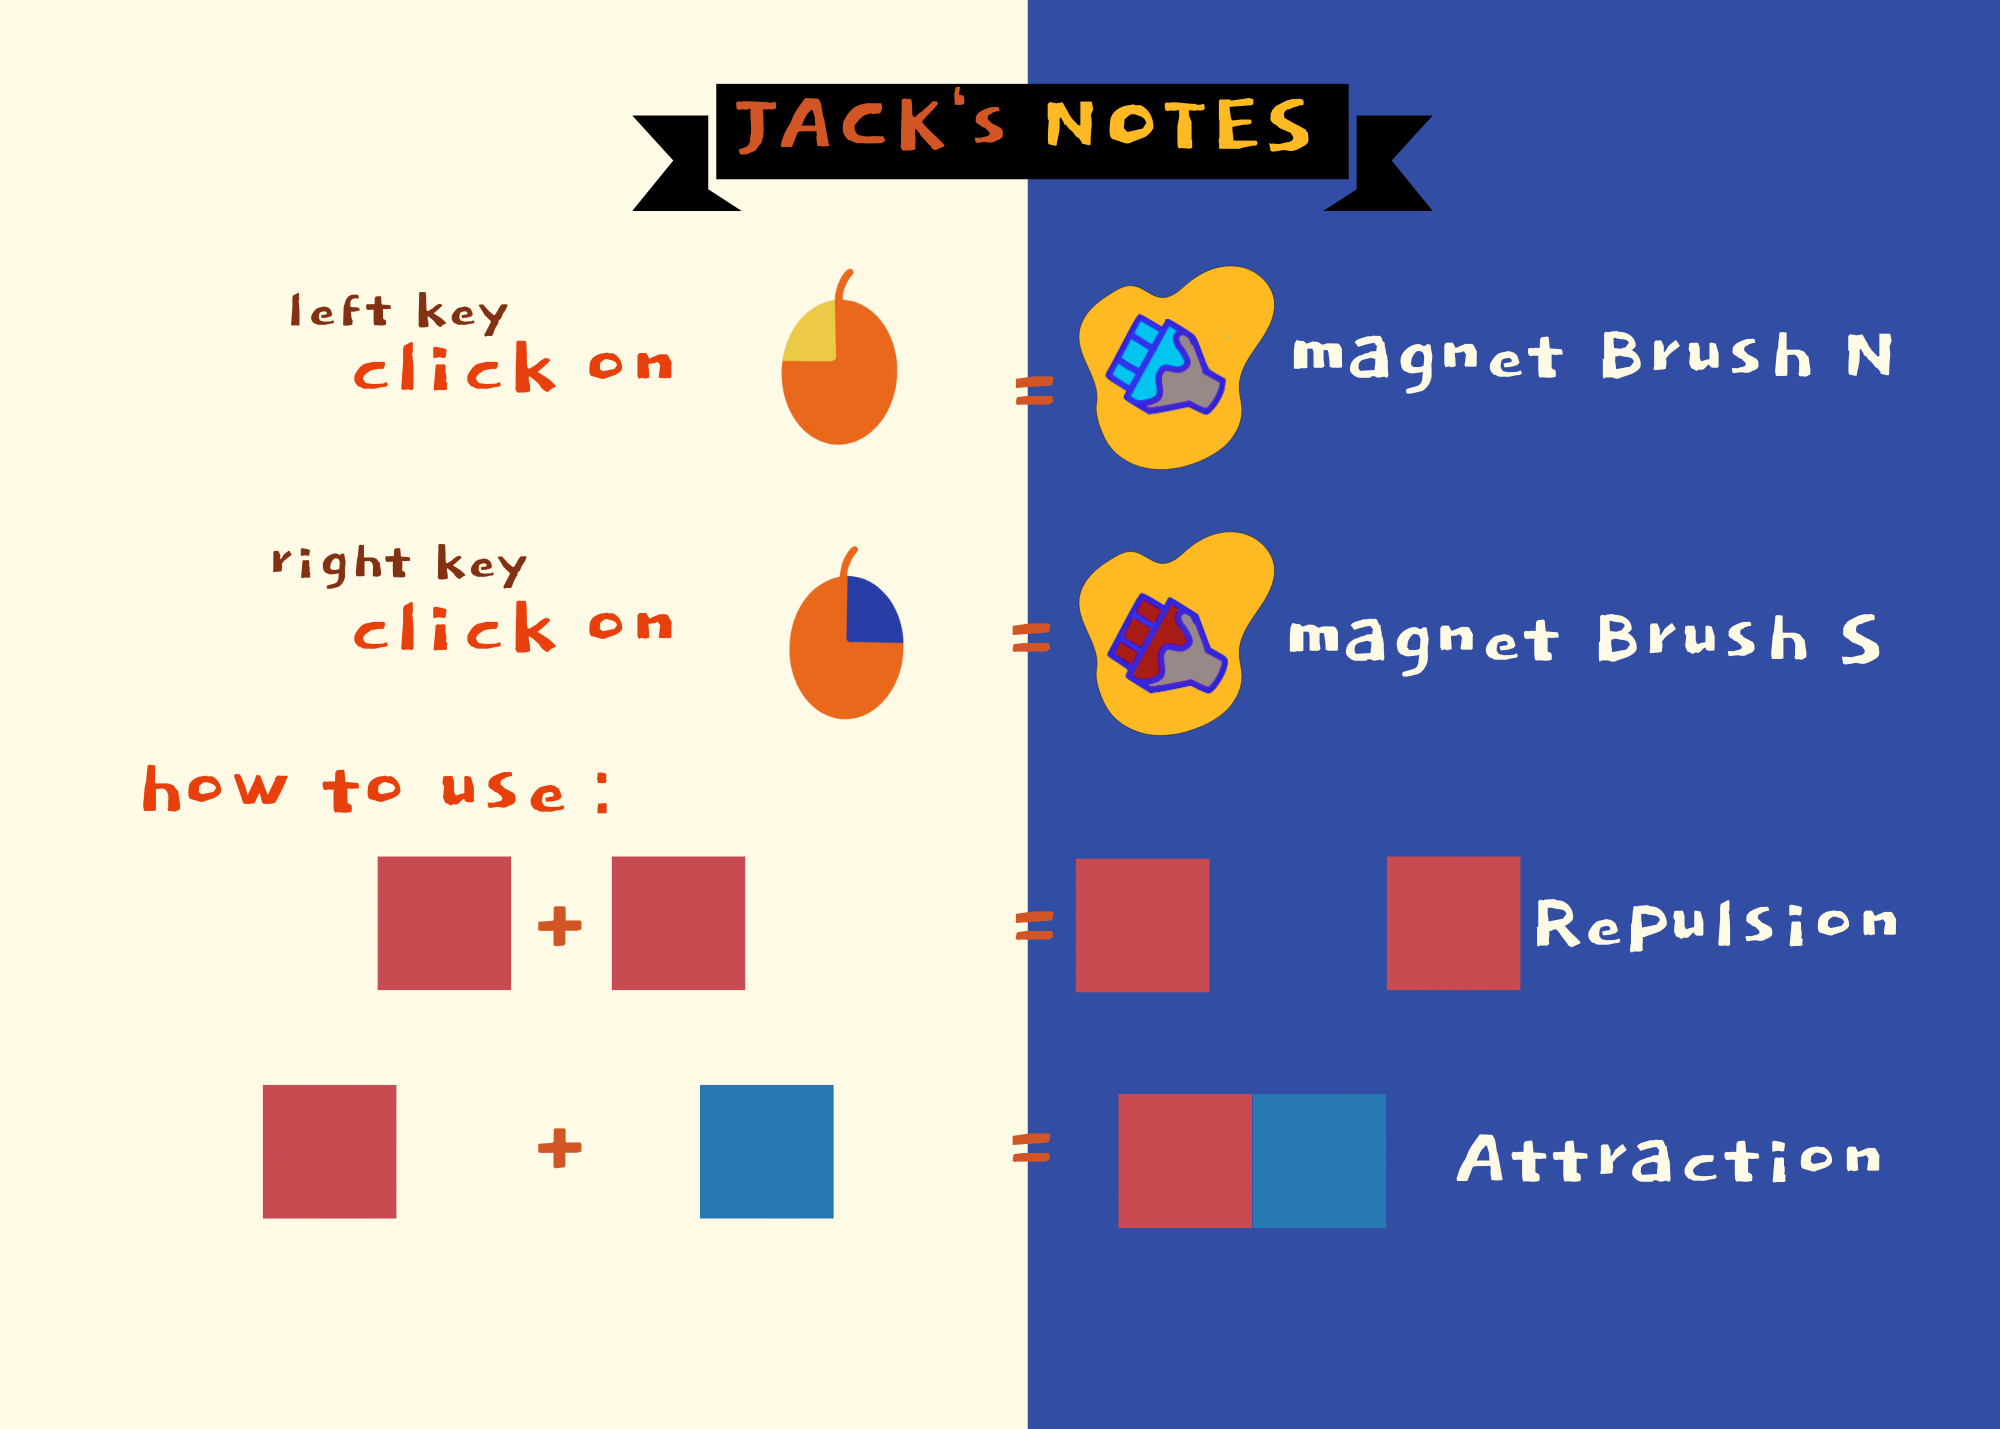 JACK's NOTES
left key
click on
= magnet Brush N
right key
click on
= magnet Brush S
how to use :
+ = Repulsion
+ = Attraction